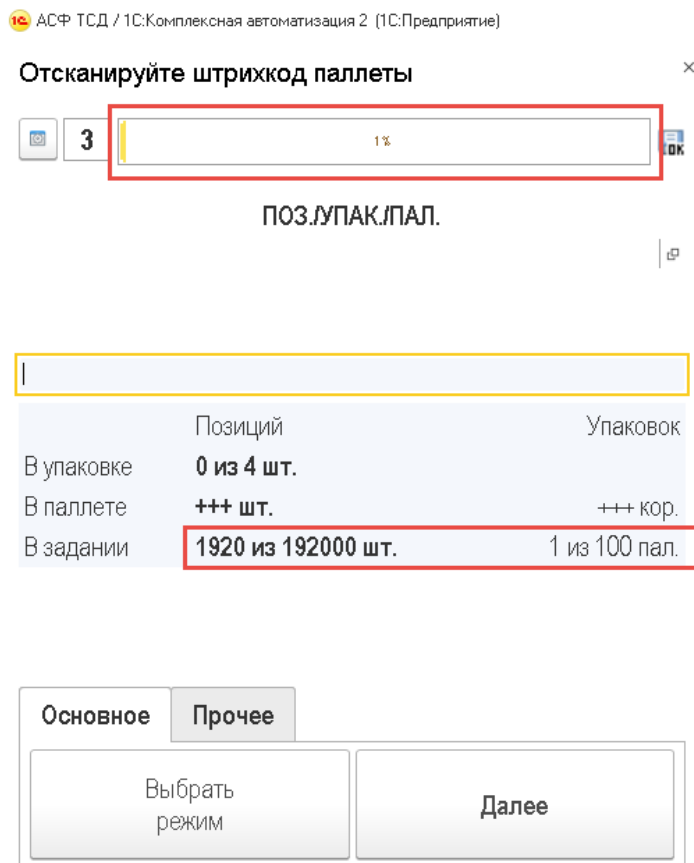 АСФ ТСД / 1С:Комплексная автоматизация 2 (1С:Предприятие)
Отсканируйте штрихкод паллеты
3
1 %
ПОЗ./УПАК./ПАЛ.
Позиций Упаковок
В упаковке 0 из 4 шт.
В паллете +++ шт. +++ кор.
В задании 1920 из 192000 шт. 1 из 100 пал.
Основное Прочее
Выбрать
режим
Далее